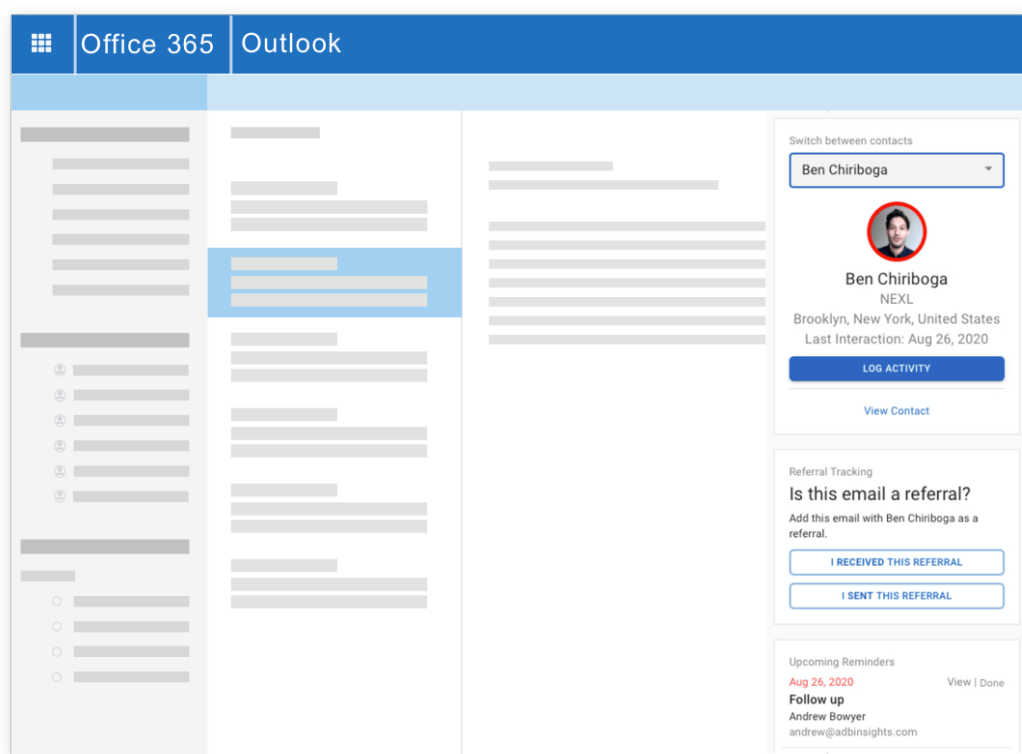 Office 365 Outlook
Switch between contacts
Ben Chiriboga
Ben Chiriboga
NEXL
Brooklyn, New York, United States
Last Interaction: Aug 26, 2020
LOG ACTIVITY
View Contact
Referral Tracking
Is this email a referral?
Add this email with Ben Chiriboga as a
referral.
I RECEIVED THIS REFERRAL
I SENT THIS REFERRAL
Upcoming Reminders
Aug 26, 2020 View | Done
Follow up
Andrew Bowyer
andrew@adbinsights.com